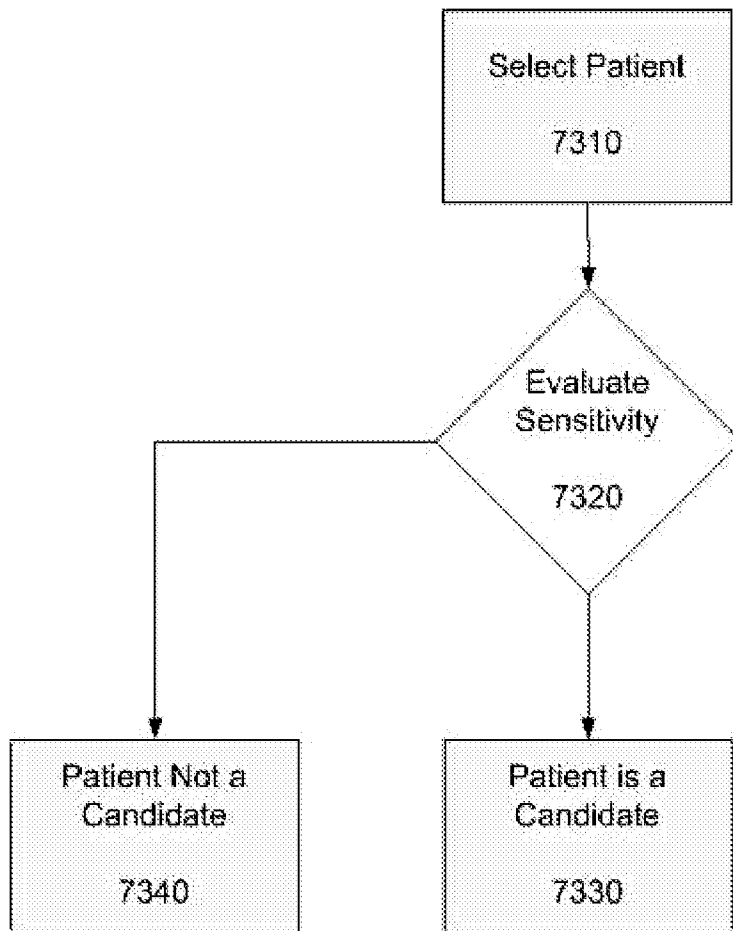 Select Patient
7310
Evaluate
Sensitivity
7320
Patient Not a
Candidate
7340
Patient is a
Candidate
7330